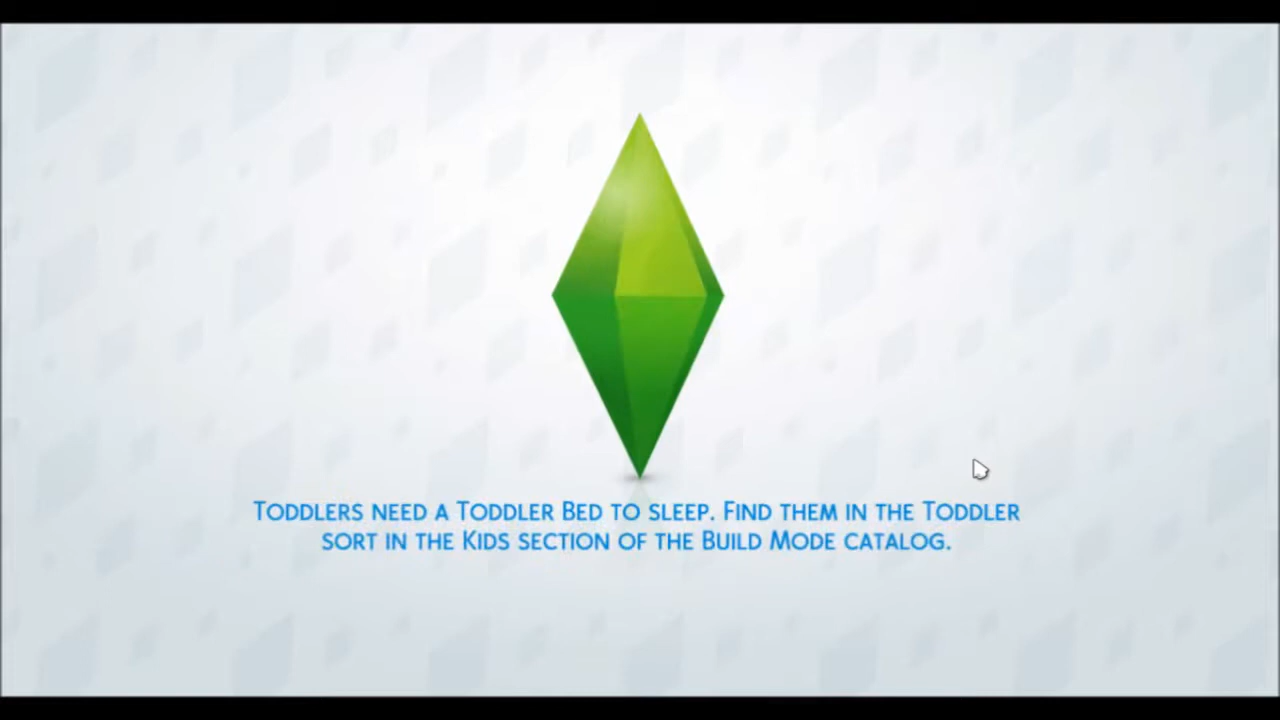 Toddlers need a Toddler Bed to sleep. Find them in the Toddler
sort in the Kids section of the Build Mode catalog.